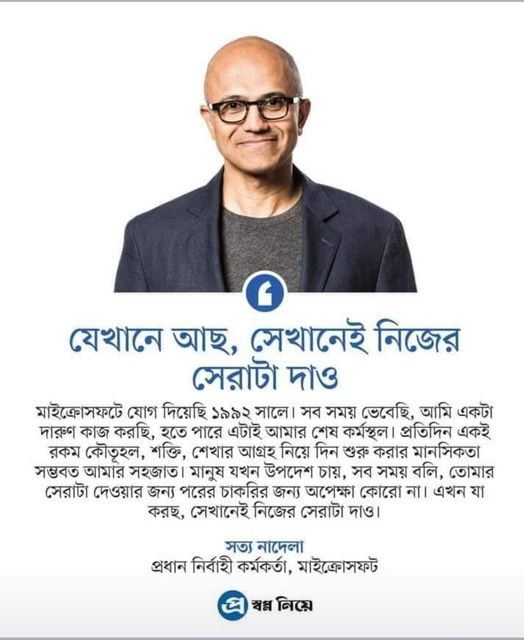 যেখানে আছ, সেখানেই নিজের
সেরাটা দাও
মাইক্রোসফটে যোগ দিয়েছি ১৯৯২ সালে। সব সময় ভেবেছি, আমি একটা
দারুণ কাজ করছি, হতে পারে এটাই আমার শেষ কর্মস্থল। প্রতিদিন একই
রকম কৌতূহল, শক্তি, শেখার আগ্রহ নিয়ে দিন শুরু করার মানসিকতা
সম্ভবত আমার সহজাত। মানুষ যখন উপদেশ চায়, সব সময় বলি, তোমার
সেরাটা দেওয়ার জন্য পরের চাকরির জন্য অপেক্ষা কোরো না। এখন যা
করছ, সেখানেই নিজের সেরাটা দাও।
সত্য নাদেলা
প্রধান নির্বাহী কর্মকর্তা, মাইক্রোসফট
প্র স্বপ্ন নিয়ে